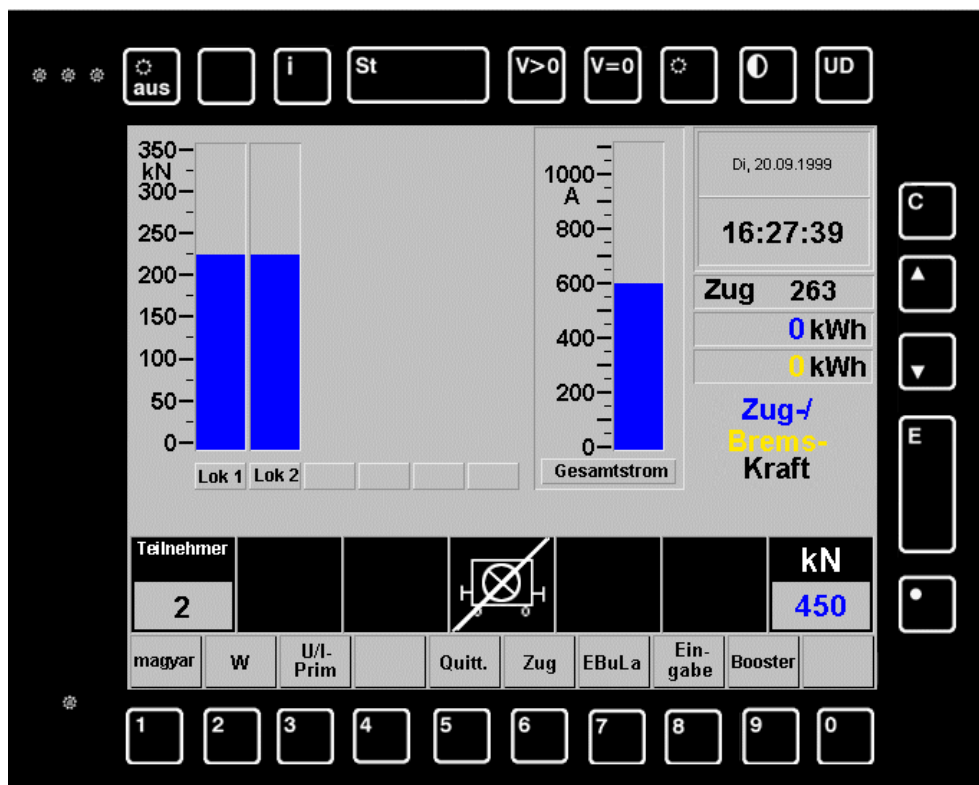 aus
i
St
V>0
V=0
UD
350
kN
300
250
200
150
100
50
0
Lok 1
Lok 2
1000
A
800
600
400
200
0
Gesamtstrom
Di, 20.09.1999
16:27:39
Zug 263
0 kWh
0 kWh
Zug-/
Brems-
Kraft
C
E
Teilnehmer
2
kN
450
magyar
W
U/I-
Prim
Quitt.
Zug
EBuLa
Ein-
gabe
Booster
1
2
3
4
5
6
7
8
9
0